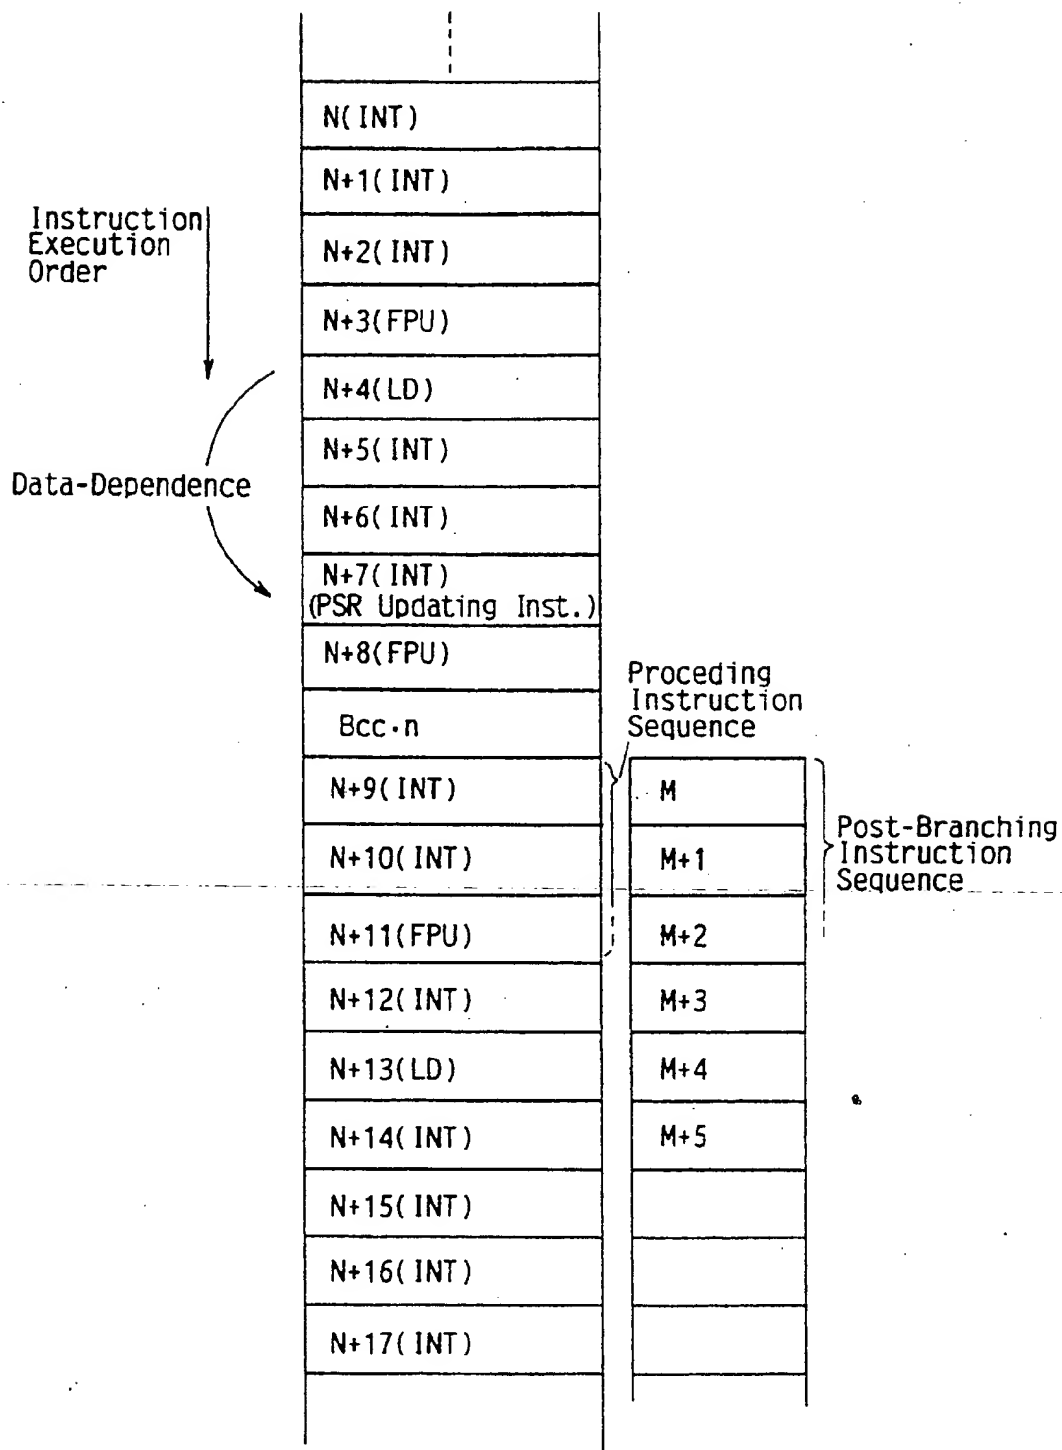 N(INT)
N+1(INT)
Instruction
Execution
Order
N+2(INT)
N+3(FPU)
N+4(LD)
N+5(INT)
Data-Dependence
N+6(INT)
N+7(INT)
(PSR Updating Inst.)
N+8(FPU)
Proceding
Instruction
Sequence
Bcc·n
N+9(INT)
M
N+10(INT)
M+1
Post-Branching
Instruction
Sequence
N+11(FPU)
M+2
N+12(INT)
M+3
N+13(LD)
M+4
N+14(INT)
M+5
N+15(INT)
N+16(INT)
N+17(INT)